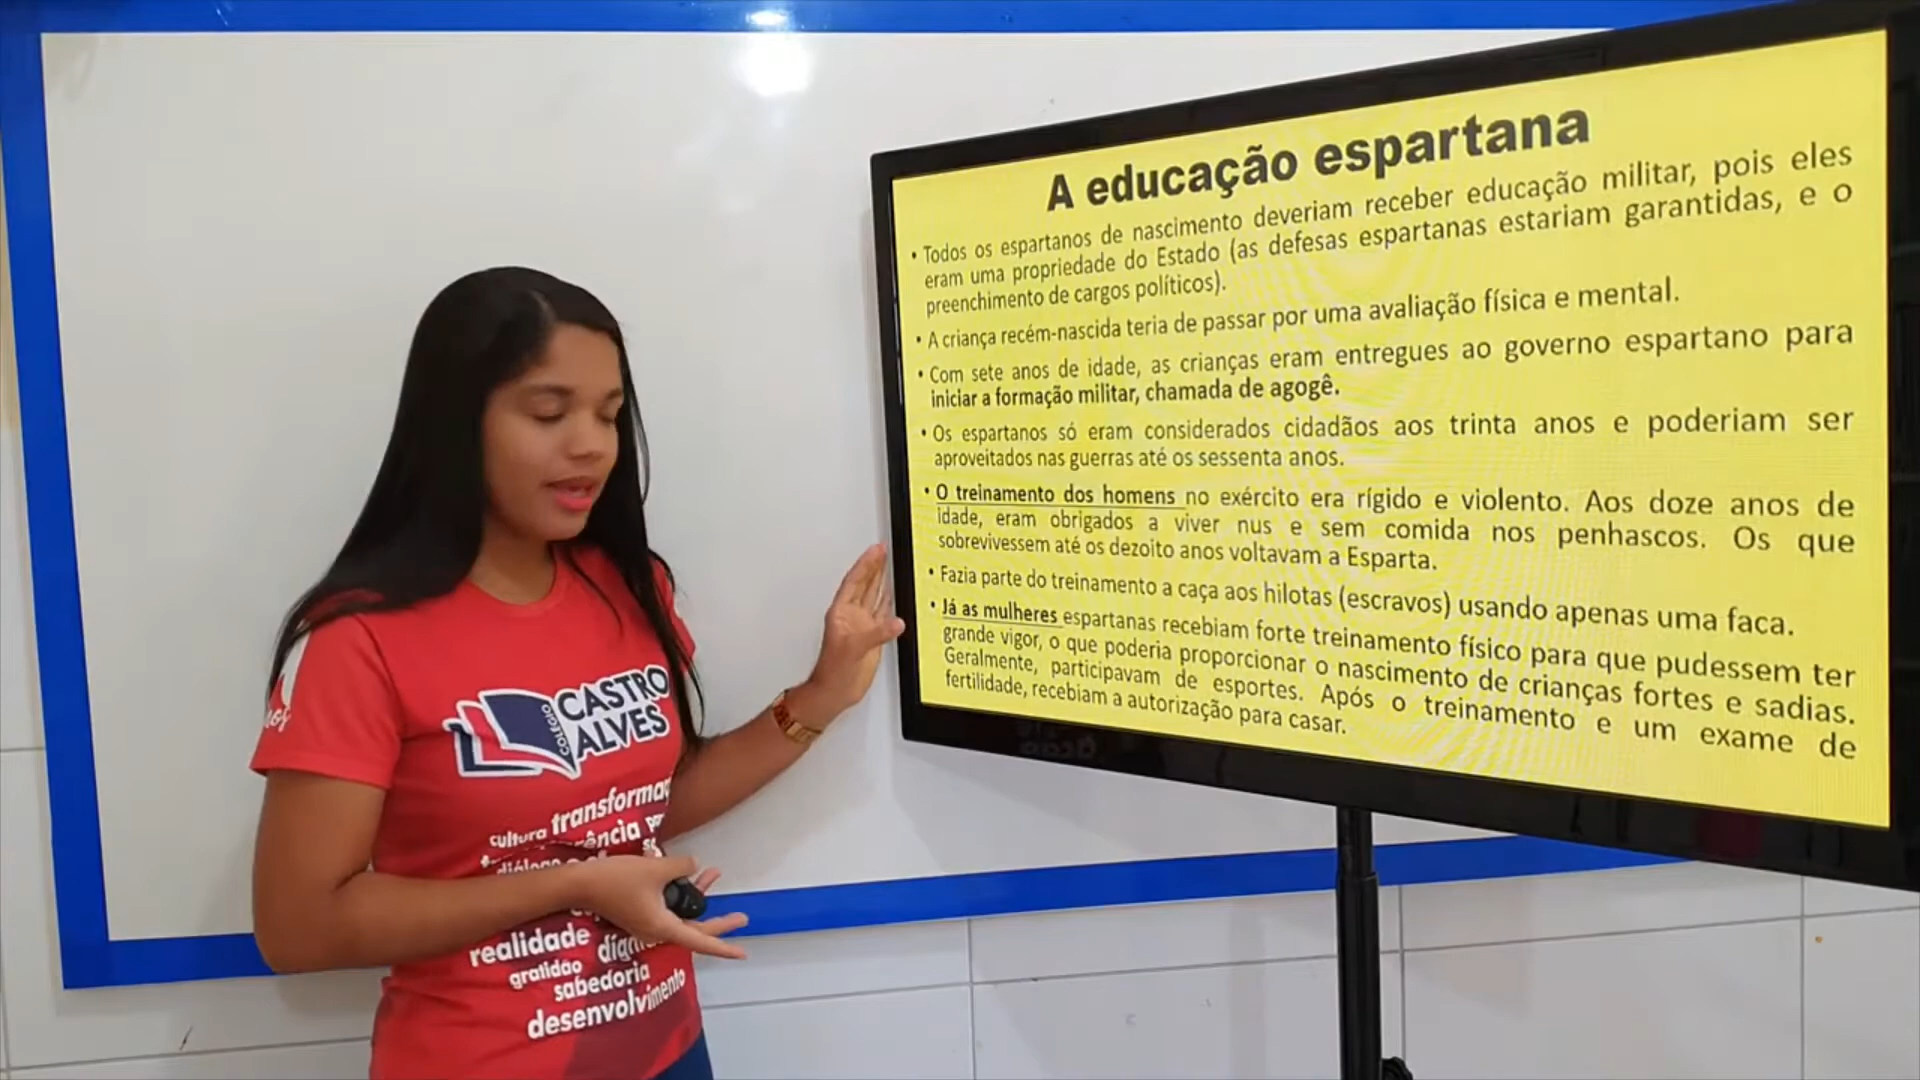 A educação espartana
• Todos os espartanos de nascimento deveriam receber educação militar, pois eles
eram uma propriedade do Estado (as defesas espartanas estariam garantidas, e o
preenchimento de cargos políticos).
• A criança recém-nascida teria de passar por uma avaliação física e mental.
• Com sete anos de idade, as crianças eram entregues ao governo espartano para
iniciar a formação militar, chamada de agogê.
• Os espartanos só eram considerados cidadãos aos trinta anos e poderiam ser
aproveitados nas guerras até os sessenta anos.
• O treinamento dos homens no exército era rígido e violento. Aos doze anos de
idade, eram obrigados a viver nus e sem comida nos penhascos. Os que
sobrevivessem até os dezoito anos voltavam a Esparta.
• Fazia parte do treinamento a caça aos hilotas (escravos) usando apenas uma faca.
• Já as mulheres espartanas recebiam forte treinamento físico para que pudessem ter
grande vigor, o que poderia proporcionar o nascimento de crianças fortes e sadias.
Geralmente, participavam de esportes. Após o treinamento e um exame de
fertilidade, recebiam a autorização para casar.
COLÉGIO
CASTRO
ALVES
cultura transformaç
realidade
gratidão
sabedoria
desenvolvimento